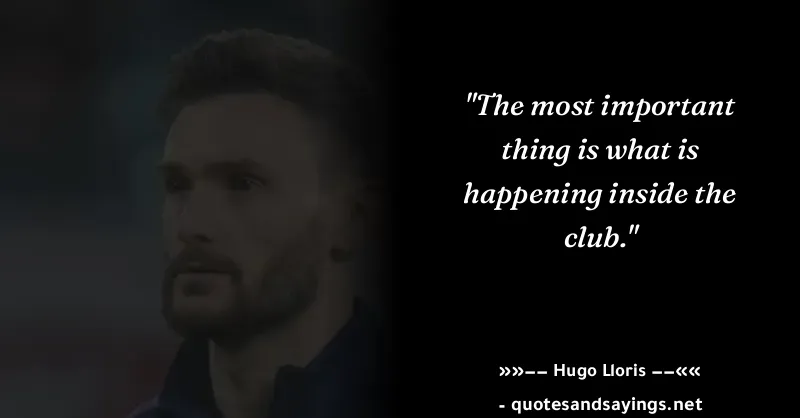 "The most important
thing is what is
happening inside the
club."
»»−− Hugo Lloris −−««
- quotesandsayings.net